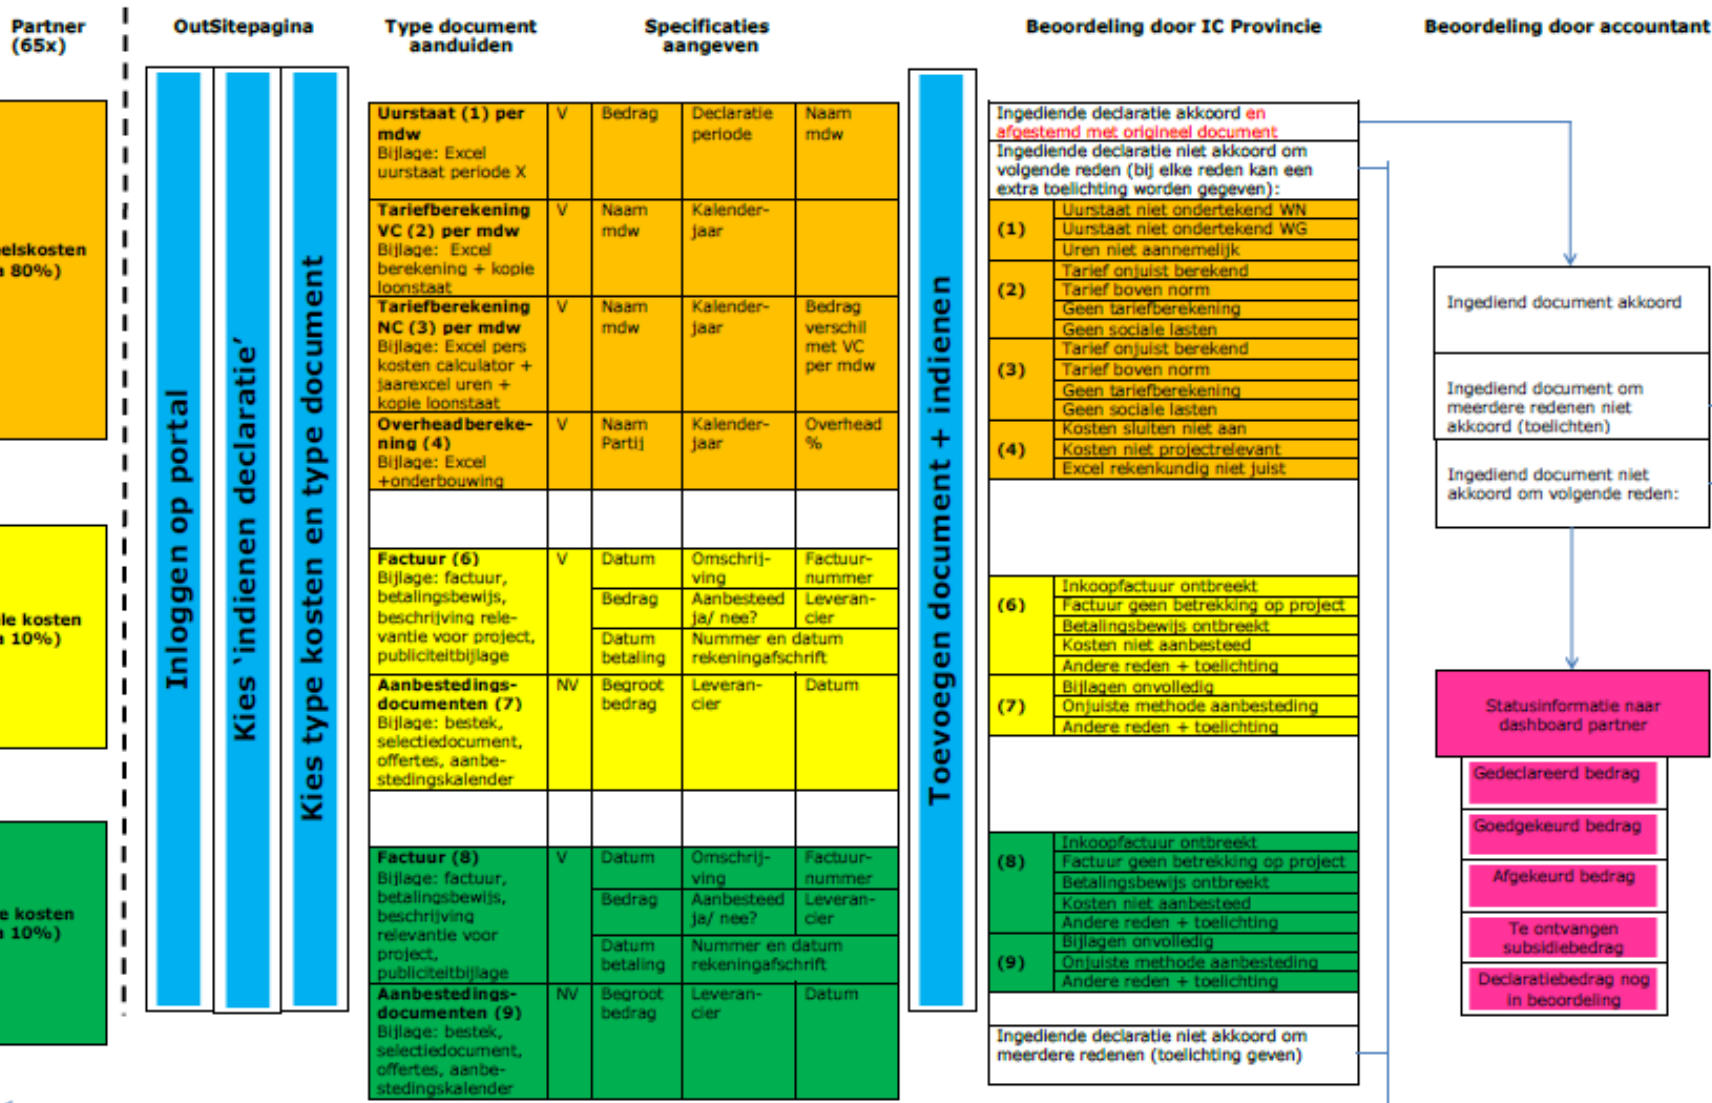 Partner
(65x)
OutSitepagina
Type document
aanduiden
Specificaties
aangeven
Beoordeling door IC Provincie
Beoordeling door accountant
elskosten
80%)
kosten
10%)
kosten
10%)
Inloggen op portal
Kies ‘indienen declaratie’
Kies type kosten en type document
Uurstaat (1) per
mdw
Bijlage: Excel
uurstaat periode X
V
Bedrag
Declaratie
periode
Naam
mdw
Tariefberekening
VC (2) per mdw
Bijlage: Excel
berekening + kopie
loonstaat
V
Naam
mdw
Kalender-
jaar
Tariefberekening
NC (3) per mdw
Bijlage: Excel pers
kosten calculator +
jaarexcel uren +
kopie loonstaat
V
Naam
mdw
Kalender-
jaar
Bedrag
verschil
met VC
per mdw
Overheadbereke-
ning (4)
Bijlage: Excel
+onderbouwing
V
Naam
Partij
Kalender-
jaar
Overhead
%
Factuur (6)
Bijlage: factuur,
betalingsbewijs,
beschrijving rele-
vantie voor project,
publiciteitbijlage
V
Datum
Omschrij-
ving
Factuur-
nummer
Bedrag
Aanbesteed
ja/ nee?
Leveran-
cier
Datum
betaling
Nummer en datum
rekeningafschrift
Aanbestedings-
documenten (7)
Bijlage: bestek,
selectiedocument,
offertes, aanbe-
stedingskalender
NV
Begroot
bedrag
Leveran-
cier
Datum
Factuur (8)
Bijlage: factuur,
betalingsbewijs,
beschrijving
relevantie voor
project,
publiciteitbijlage
V
Datum
Omschrij-
ving
Factuur-
nummer
Bedrag
Aanbesteed
ja/ nee?
Leveran-
cier
Datum
betaling
Nummer en datum
rekeningafschrift
Aanbestedings-
documenten (9)
Bijlage: bestek,
selectiedocument,
offertes, aanbe-
stedingskalender
NV
Begroot
bedrag
Leveran-
cier
Datum
Toevoegen document + indienen
Ingediende declaratie akkoord en
afgestemd met origineel document
Ingediende declaratie niet akkoord om
volgende reden (bij elke reden kan een
extra toelichting worden gegeven):
(1)
Uurstaat niet ondertekend WN
Uurstaat niet ondertekend WG
Uren niet aannemelijk
(2)
Tarief onjuist berekend
Tarief boven norm
Geen tariefberekening
Geen sociale lasten
(3)
Tarief onjuist berekend
Tarief boven norm
Geen tariefberekening
Geen sociale lasten
(4)
Kosten sluiten niet aan
Kosten niet projectrelevant
Excel rekenkundig niet juist
(6)
Inkoopfactuur ontbreekt
Factuur geen betrekking op project
Betalingsbewijs ontbreekt
Kosten niet aanbesteed
Andere reden + toelichting
(7)
Bijlagen onvolledig
Onjuiste methode aanbesteding
Andere reden + toelichting
(8)
Inkoopfactuur ontbreekt
Factuur geen betrekking op project
Betalingsbewijs ontbreekt
Kosten niet aanbesteed
Andere reden + toelichting
(9)
Bijlagen onvolledig
Onjuiste methode aanbesteding
Andere reden + toelichting
Ingediende declaratie niet akkoord om
meerdere redenen (toelichting geven)
Ingediend document akkoord
Ingediend document om
meerdere redenen niet
akkoord (toelichten)
Ingediend document niet
akkoord om volgende reden:
Statusinformatie naar
dashboard partner
Gedeclareerd bedrag
Goedgekeurd bedrag
Afgekeurd bedrag
Te ontvangen
subsidiebedrag
Declaratiebedrag nog
in beoordeling